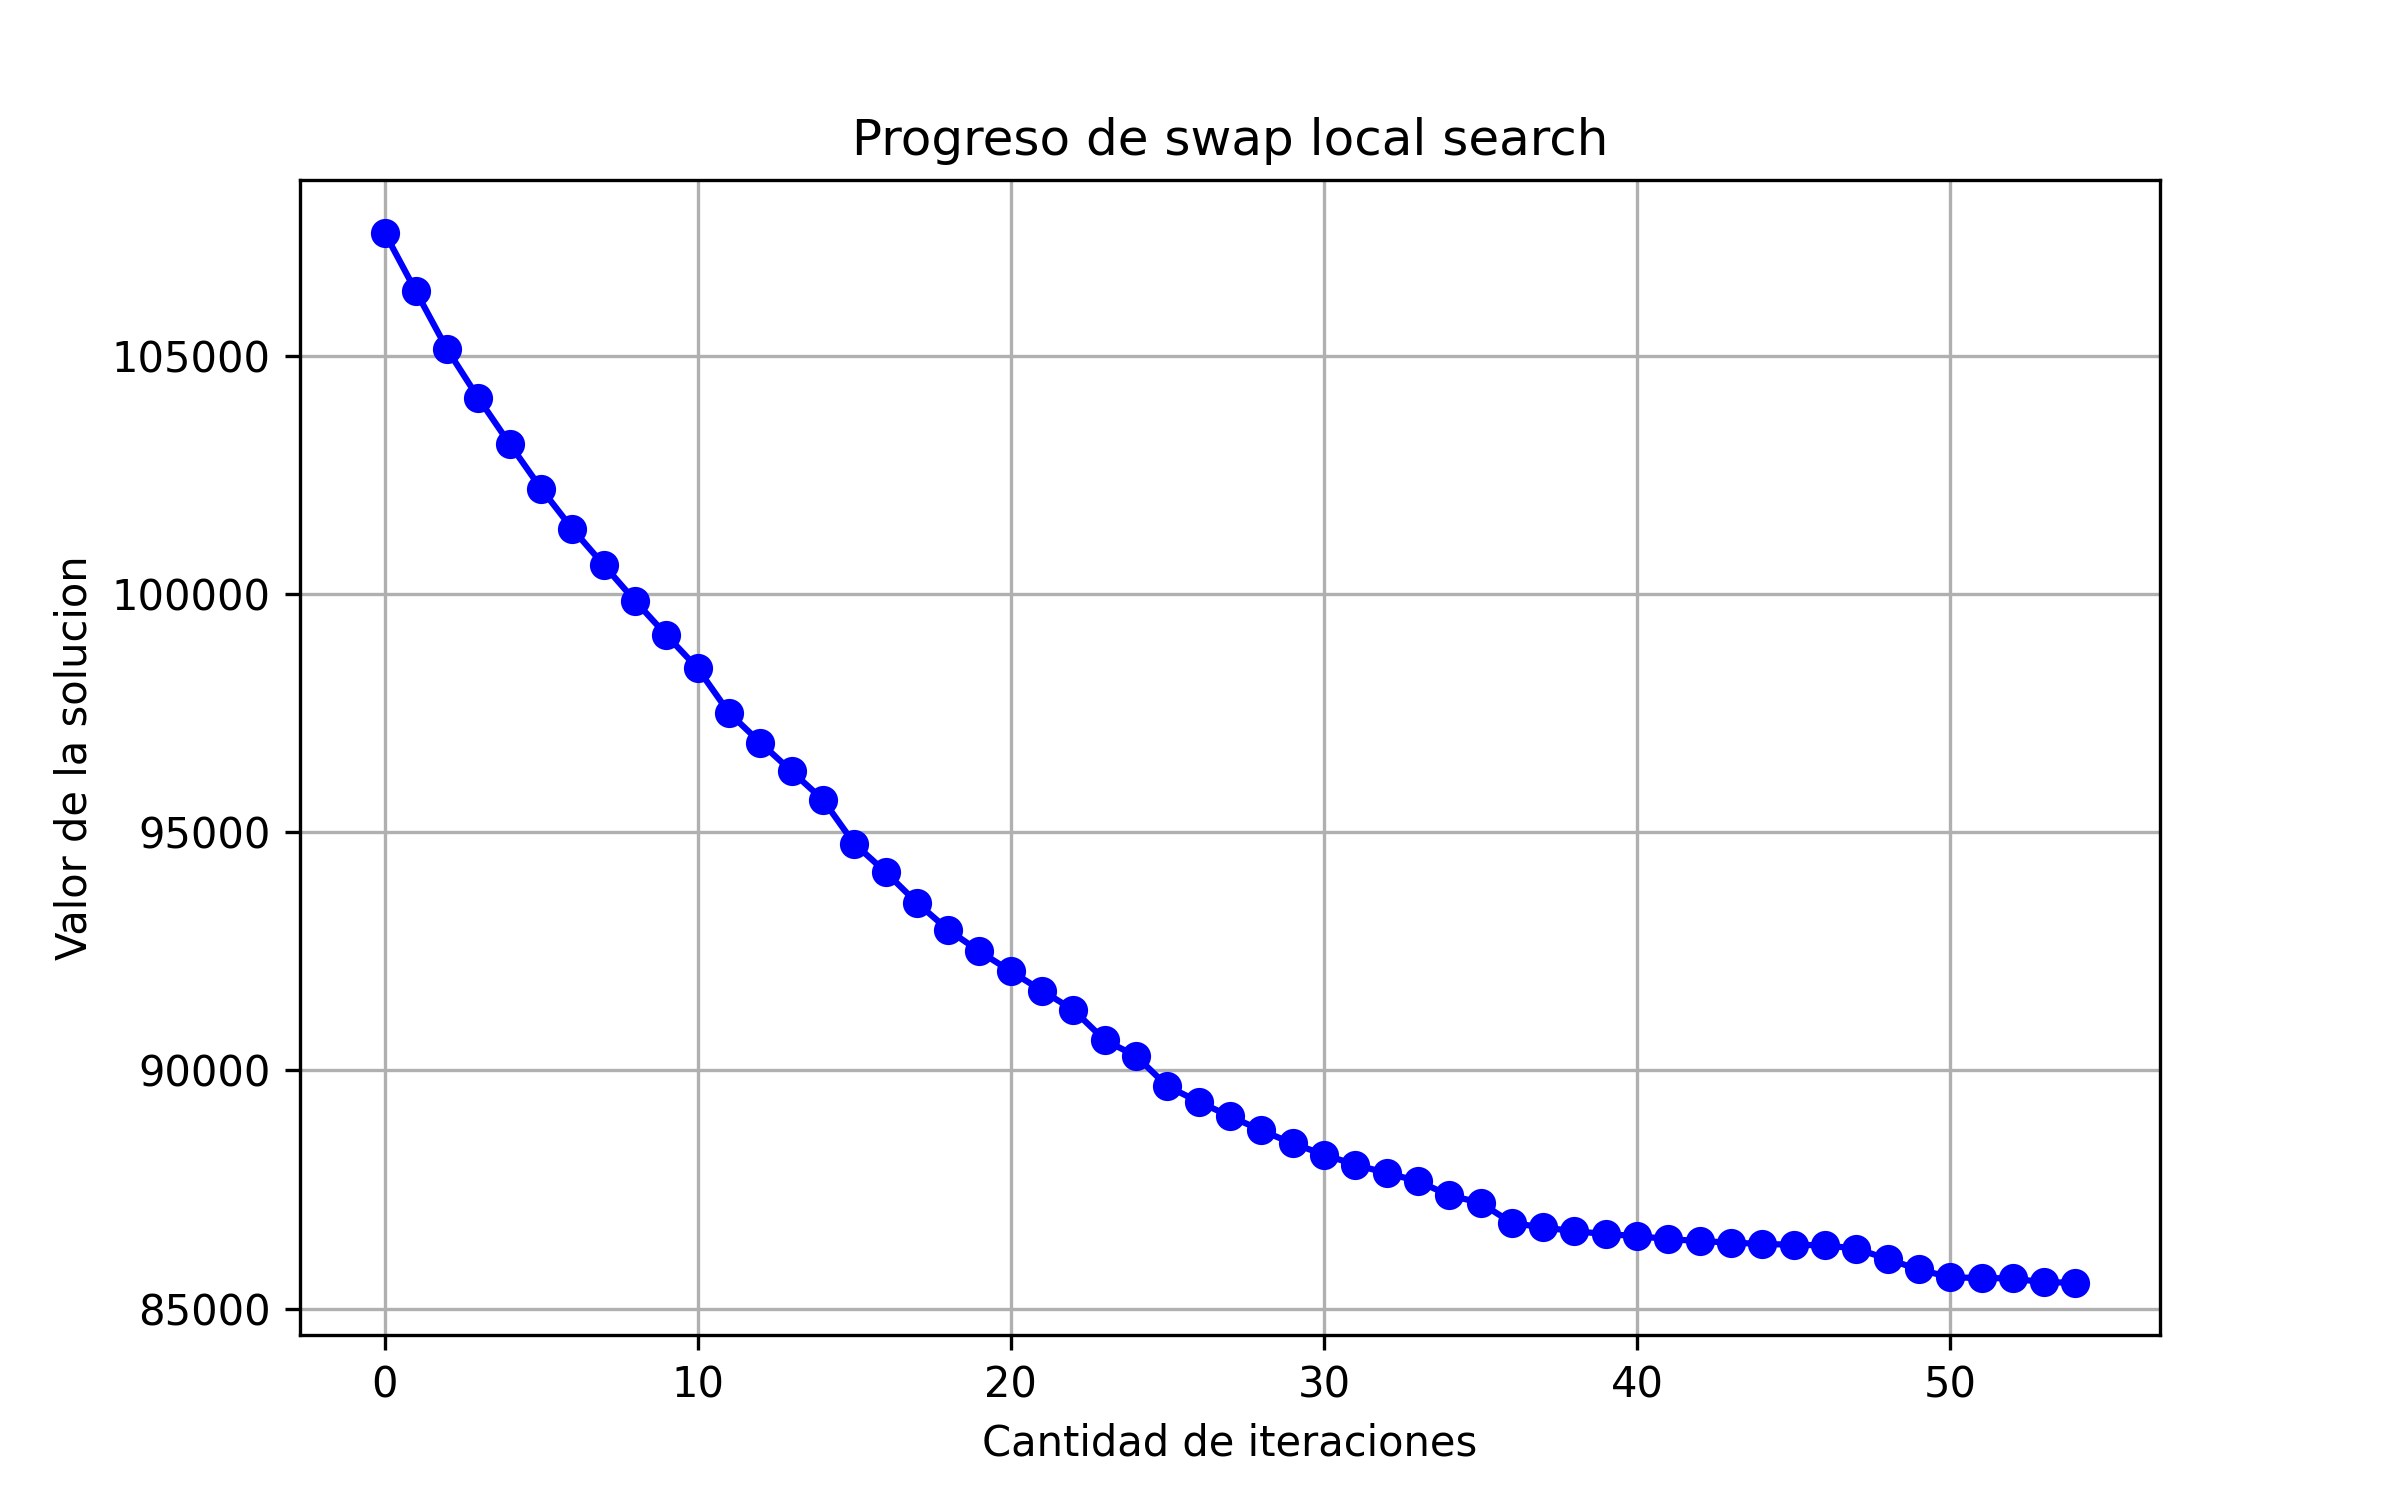 Progreso de swap local search
Valor de la solucion
105000
100000
95000
90000
85000
0 10 20 30 40 50
Cantidad de iteraciones